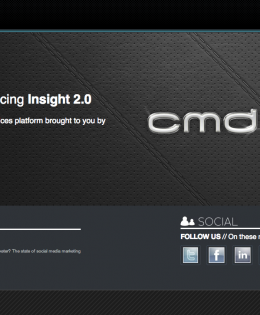 cing Insight 2.0
ces platform brought to you by
cmd
SOCIAL
FOLLOW US // On these n
eater? The state of social media marketing
in